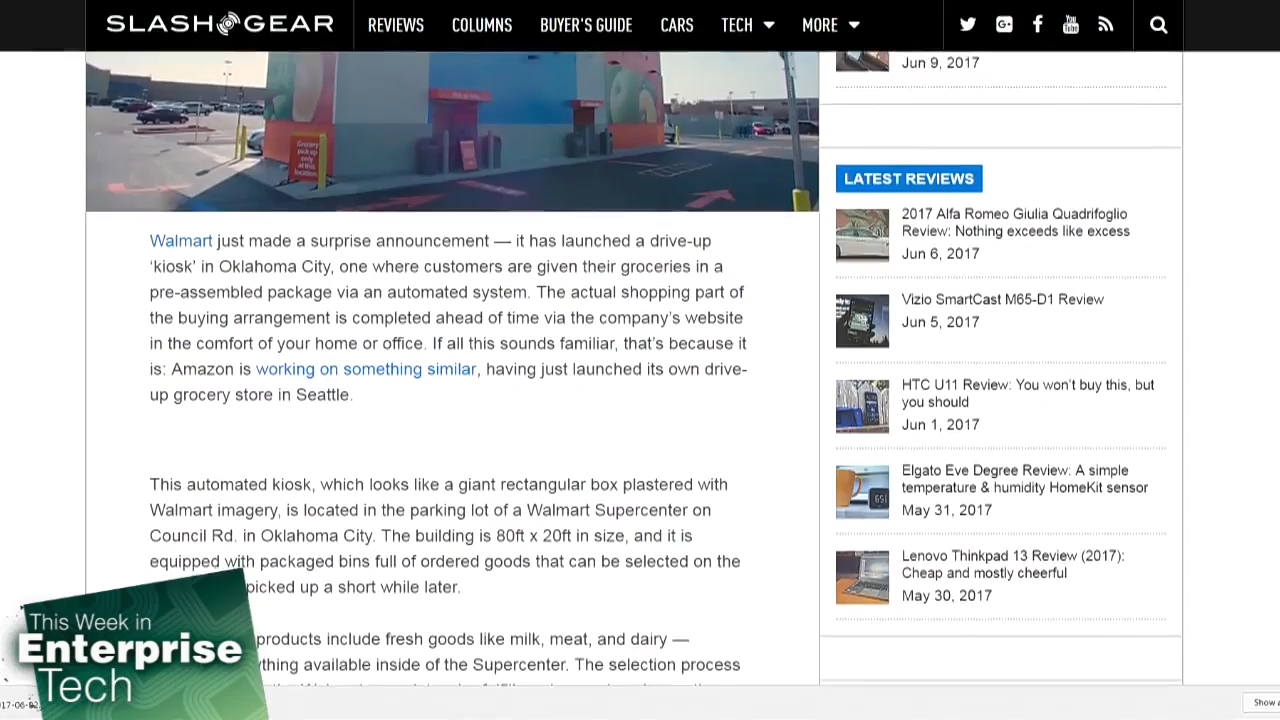 SLASH GEAR
REVIEWS
COLUMNS
BUYER'S GUIDE
CARS
TECH
MORE
You
Tube
Jun 9, 2017
Grocery
pick up
only
at this
location.
LATEST REVIEWS
Walmart just made a surprise announcement — it has launched a drive-up
‘kiosk’ in Oklahoma City, one where customers are given their groceries in a
pre-assembled package via an automated system. The actual shopping part of
the buying arrangement is completed ahead of time via the company’s website
in the comfort of your home or office. If all this sounds familiar, that’s because it
is: Amazon is working on something similar, having just launched its own drive-
up grocery store in Seattle.
This automated kiosk, which looks like a giant rectangular box plastered with
Walmart imagery, is located in the parking lot of a Walmart Supercenter on
Council Rd. in Oklahoma City. The building is 80ft x 20ft in size, and it is
equipped with packaged bins full of ordered goods that can be selected on the
picked up a short while later.
products include fresh goods like milk, meat, and dairy —
ything available inside of the Supercenter. The selection process
2017 Alfa Romeo Giulia Quadrifoglio
Review: Nothing exceeds like excess
Jun 6, 2017
Vizio SmartCast M65-D1 Review
Jun 5, 2017
HTC U11 Review: You won’t buy this, but
you should
Jun 1, 2017
Elgato Eve Degree Review: A simple
temperature & humidity HomeKit sensor
May 31, 2017
Lenovo Thinkpad 13 Review (2017):
Cheap and mostly cheerful
May 30, 2017
This Week in
Enterprise
Tech
Show a